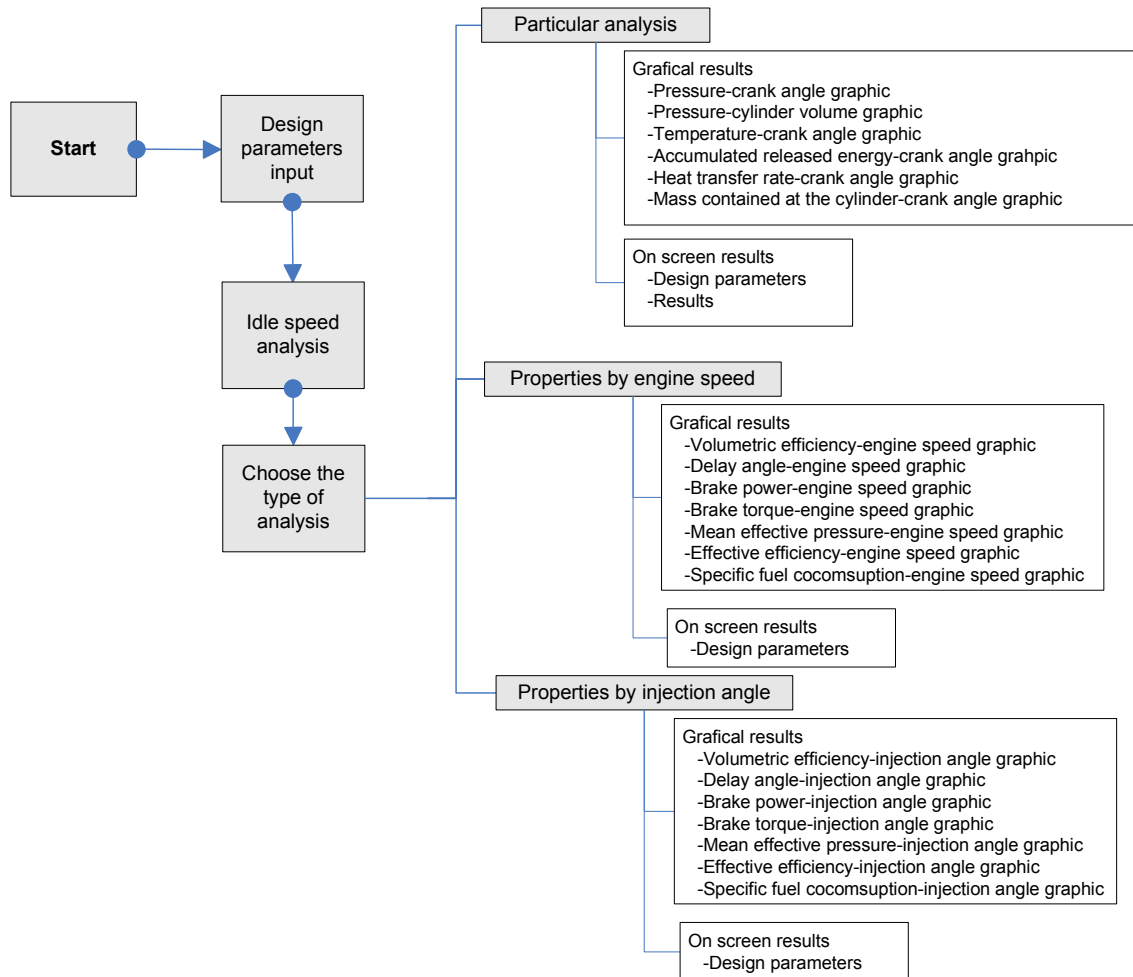 Start
Design
parameters
input
Idle speed
analysis
Choose the
type of
analysis
Particular analysis
Grafical results
-Pressure-crank angle graphic
-Pressure-cylinder volume graphic
-Temperature-crank angle graphic
-Accumulated released energy-crank angle grahpic
-Heat transfer rate-crank angle graphic
-Mass contained at the cylinder-crank angle graphic
On screen results
-Design parameters
-Results
Properties by engine speed
Grafical results
-Volumetric efficiency-engine speed graphic
-Delay angle-engine speed graphic
-Brake power-engine speed graphic
-Brake torque-engine speed graphic
-Mean effective pressure-engine speed graphic
-Effective efficiency-engine speed graphic
-Specific fuel cocomsuption-engine speed graphic
On screen results
-Design parameters
Properties by injection angle
Grafical results
-Volumetric efficiency-injection angle graphic
-Delay angle-injection angle graphic
-Brake power-injection angle graphic
-Brake torque-injection angle graphic
-Mean effective pressure-injection angle graphic
-Effective efficiency-injection angle graphic
-Specific fuel cocomsuption-injection angle graphic
On screen results
-Design parameters